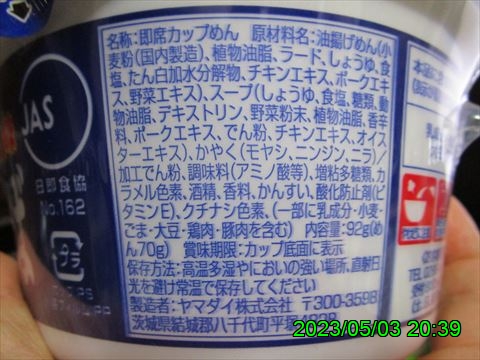 名称:即席カップめん 原材料名:油揚げめん(小
麦粉(国内製造)、植物油脂、ラード、しょうゆ、食
塩、たん白加水分解物、チキンエキス、ポークエキ
ス、野菜エキス)、スープ(しょうゆ、食塩、糖類、動
植物油脂、デキストリン、野菜粉末、植物油脂、香辛
料、ポークエキス、でん粉、チキンエキス、オイス
ターエキス)、かやく(モヤシ、ニンジン、ニラ)/
加工でん粉、調味料(アミノ酸等)、増粘多糖類、カ
ラメル色素、酒精、香料、かんすい、酸化防止剤(ビ
タミンE)、クチナシ色素、(一部に乳成分・小麦・
ごま・大豆・鶏肉・豚肉を含む) 内容量:92g(めん
70g) 賞味期限:カップ底面に表示
保存方法:高温多湿やにおいの強い場所、直射日
光を避け常温で保存してください
製造者:ヤマダイ株式会社 〒300-3598
茨城県結城郡八千代町平塚4828
JAS
日即食協
No.162
プラ
2023/05/03 20:39